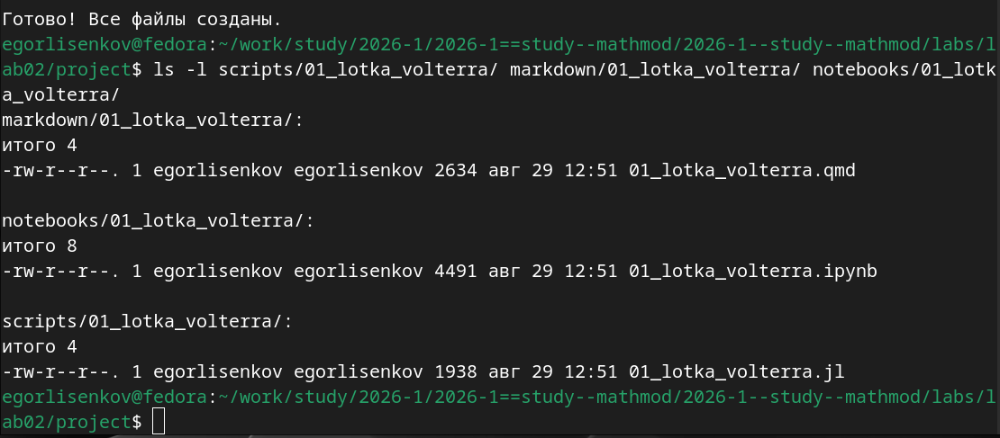 Готово! Все файлы созданы.
egorlisenkov@fedora:~/work/study/2026-1/2026-1==study--mathmod/2026-1--study--mathmod/labs/l
ab02/project$ ls -l scripts/01_lotka_volterra/ markdown/01_lotka_volterra/ notebooks/01_lotk
a_volterra/
markdown/01_lotka_volterra/:
итого 4
-rw-r--r--. 1 egorlisenkov egorlisenkov 2634 авг 29 12:51 01_lotka_volterra.qmd
notebooks/01_lotka_volterra/:
итого 8
-rw-r--r--. 1 egorlisenkov egorlisenkov 4491 авг 29 12:51 01_lotka_volterra.ipynb
scripts/01_lotka_volterra/:
итого 4
-rw-r--r--. 1 egorlisenkov egorlisenkov 1938 авг 29 12:51 01_lotka_volterra.jl
egorlisenkov@fedora:~/work/study/2026-1/2026-1==study--mathmod/2026-1--study--mathmod/labs/l
ab02/project$